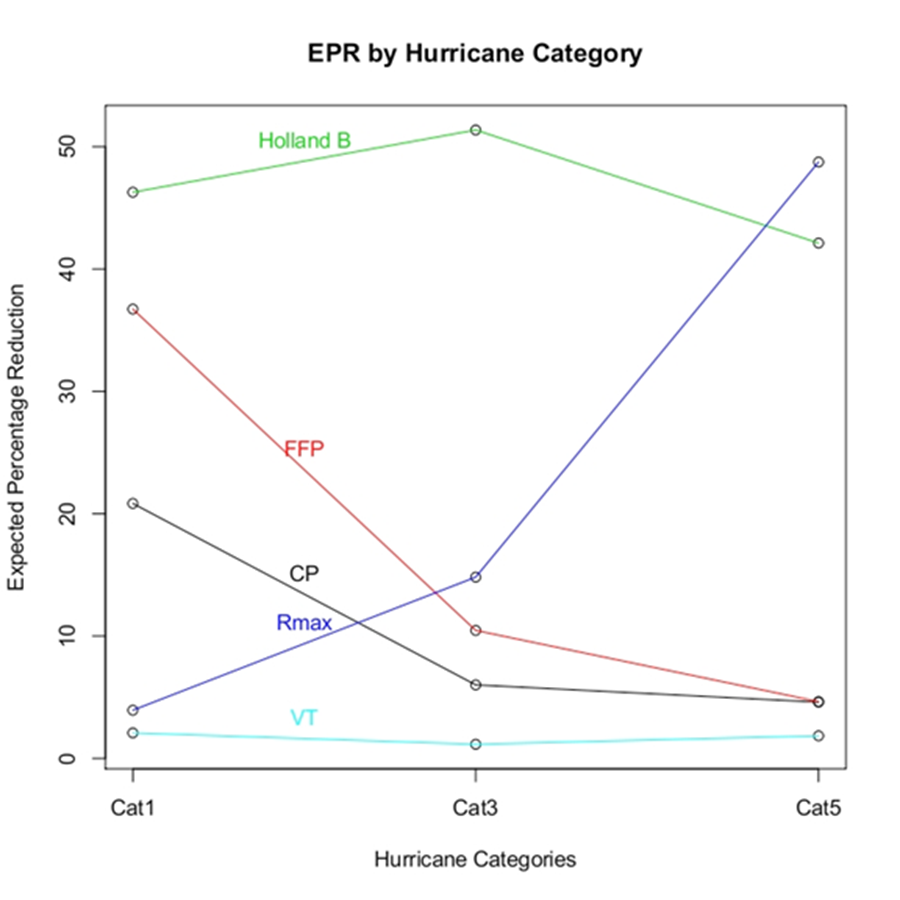 EPR by Hurricane Category
Expected Percentage Reduction
50
40
30
20
10
0
Holland B
FFP
CP
Rmax
VT
Cat1 Cat3 Cat5
Hurricane Categories